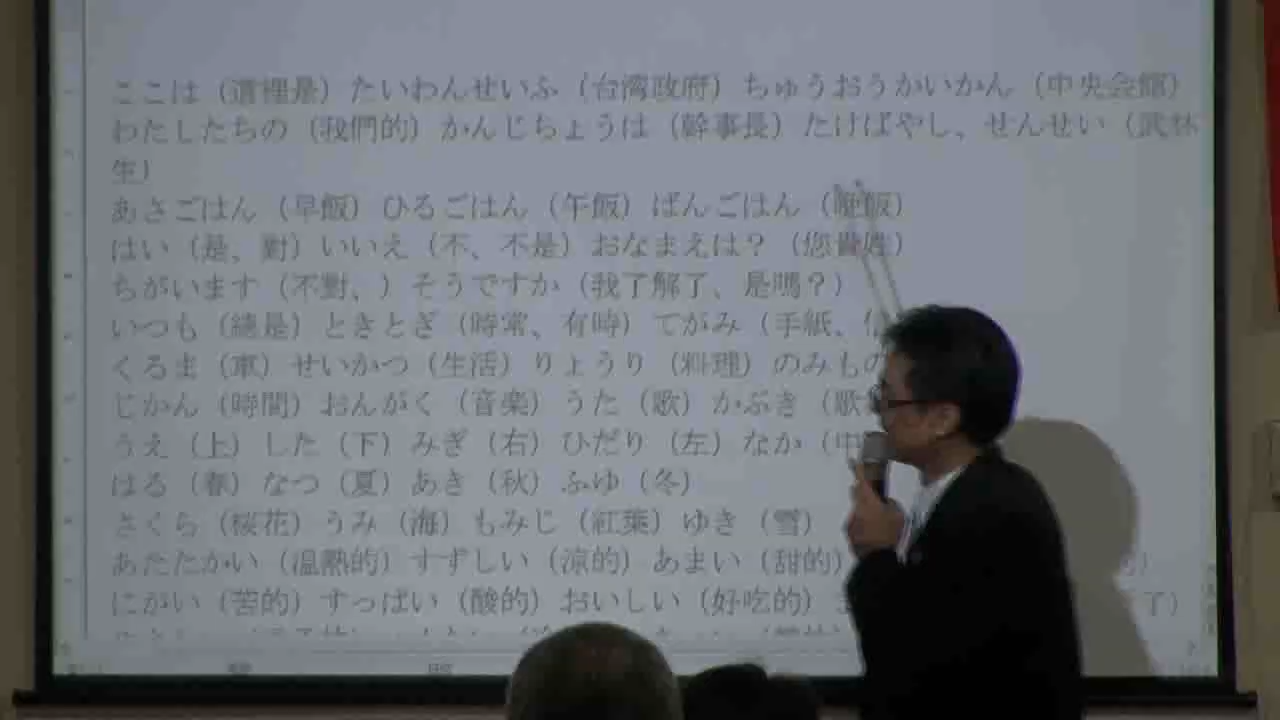 ここは（這裡是）たいわんせいふ（台湾政府）ちゅうおうかいかん（中央会館）
わたしたちの（我們的）かんじちょうは（幹事長）たけばやし、せんせい（武林
生）
あさごはん（早飯）ひるごはん（午飯）ばんごはん（晩飯）
はい（是、對）いいえ（不、不是）おなまえは？（您貴姓）
ちがいます（不對、）そうですか（我了解了、是嗎？）
いつも（總是）ときとぎ（時常、有時）てがみ（手紙、
くるま（車）せいかつ（生活）りょうり（料理）のみもの
じかん（時間）おんがく（音楽）うた（歌）かぶき（歌
うえ（上）した（下）みぎ（右）ひだり（左）なか（中
はる（春）なつ（夏）あき（秋）ふゆ（冬）
さくら（桜花）うみ（海）もみじ（紅葉）ゆき（雪）
あたたかい（温熱的）すずしい（涼的）あまい（甜的）
にがい（苦的）すっぱい（酸的）おいしい（好吃的） 了）